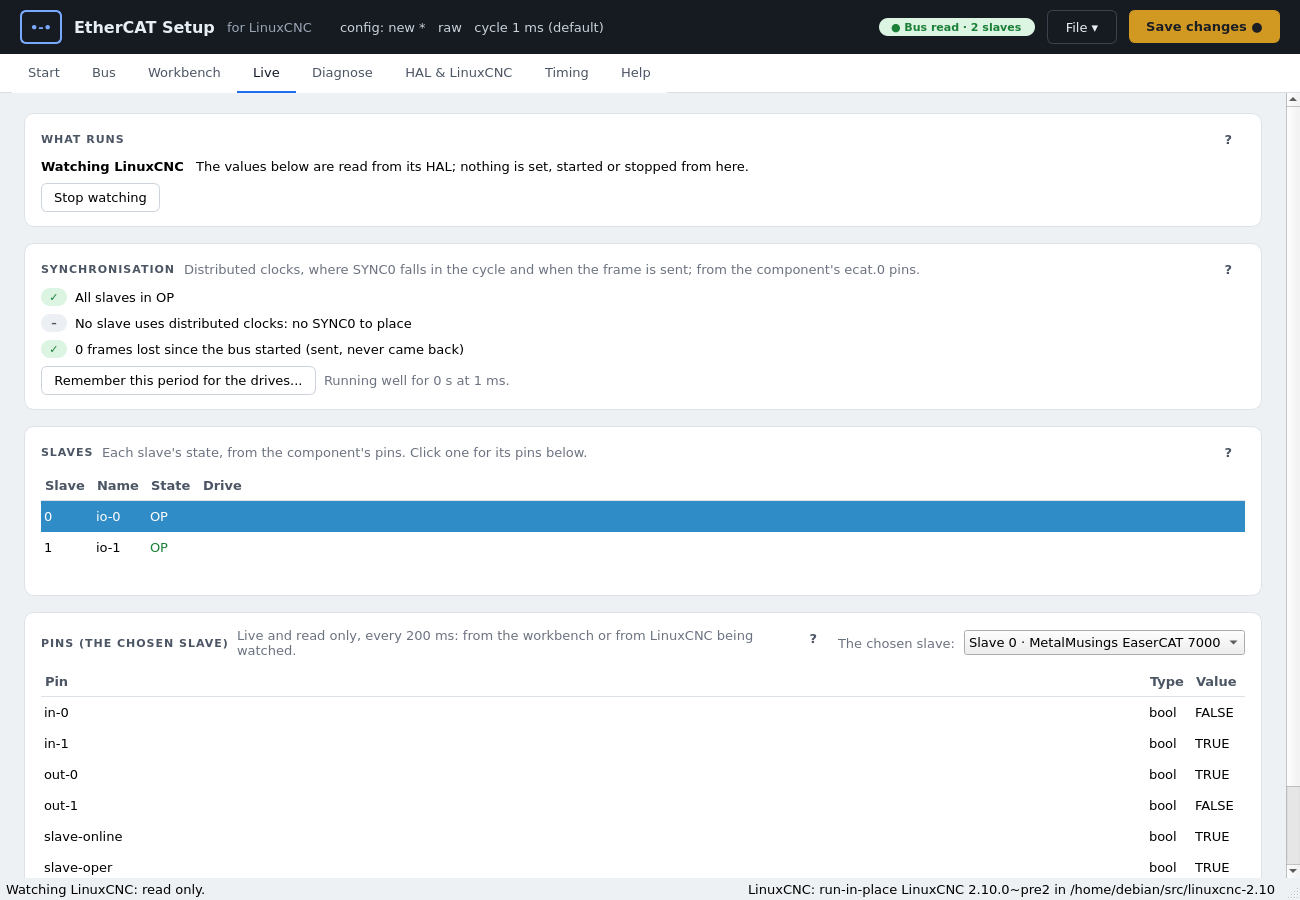 EtherCAT Setup for LinuxCNC config: new * raw cycle 1 ms (default) ● Bus read · 2 slaves File ▾ Save changes ●
Start Bus Workbench Live Diagnose HAL & LinuxCNC Timing Help
WHAT RUNS ?
Watching LinuxCNC The values below are read from its HAL; nothing is set, started or stopped from here.
Stop watching
SYNCHRONISATION Distributed clocks, where SYNC0 falls in the cycle and when the frame is sent; from the component's ecat.0 pins. ?
✓ All slaves in OP
– No slave uses distributed clocks: no SYNC0 to place
✓ 0 frames lost since the bus started (sent, never came back)
Remember this period for the drives... Running well for 0 s at 1 ms.
SLAVES Each slave's state, from the component's pins. Click one for its pins below. ?
Slave Name State Drive
0 io-0 OP
1 io-1 OP
PINS (THE CHOSEN SLAVE) Live and read only, every 200 ms: from the workbench or from LinuxCNC being
watched. ? The chosen slave: Slave 0 · MetalMusings EaserCAT 7000
Pin Type Value
in-0 bool FALSE
in-1 bool TRUE
out-0 bool TRUE
out-1 bool FALSE
slave-online bool TRUE
slave-oper bool TRUE
Watching LinuxCNC: read only. LinuxCNC: run-in-place LinuxCNC 2.10.0~pre2 in /home/debian/src/linuxcnc-2.10